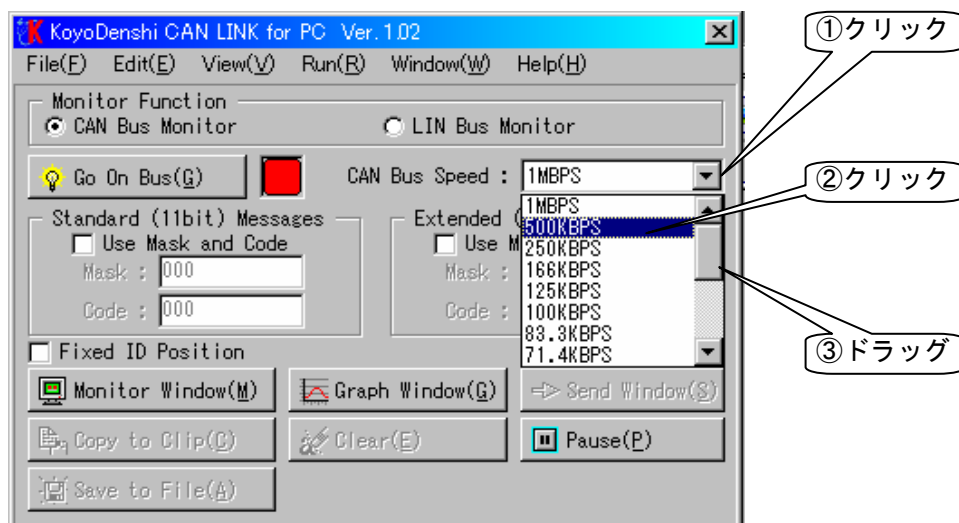 KoyoDenshi CAN LINK for PC Ver.1.02
File(F) Edit(E) View(V) Run(R) Window(W) Help(H)
Monitor Function
CAN Bus Monitor
LIN Bus Monitor
Go On Bus(G)
CAN Bus Speed :
1MBPS
1MBPS
500KBPS
250KBPS
166KBPS
125KBPS
100KBPS
83.3KBPS
71.4KBPS
Standard (11bit) Messages
Use Mask and Code
Mask : 000
Code : 000
Extended (
Use M
Mask :
Code :
Fixed ID Position
Monitor Window(M)
Graph Window(G)
Send Window(S)
Copy to Clip(C)
Clear(E)
Pause(P)
Save to File(A)
①クリック
②クリック
③ドラッグ